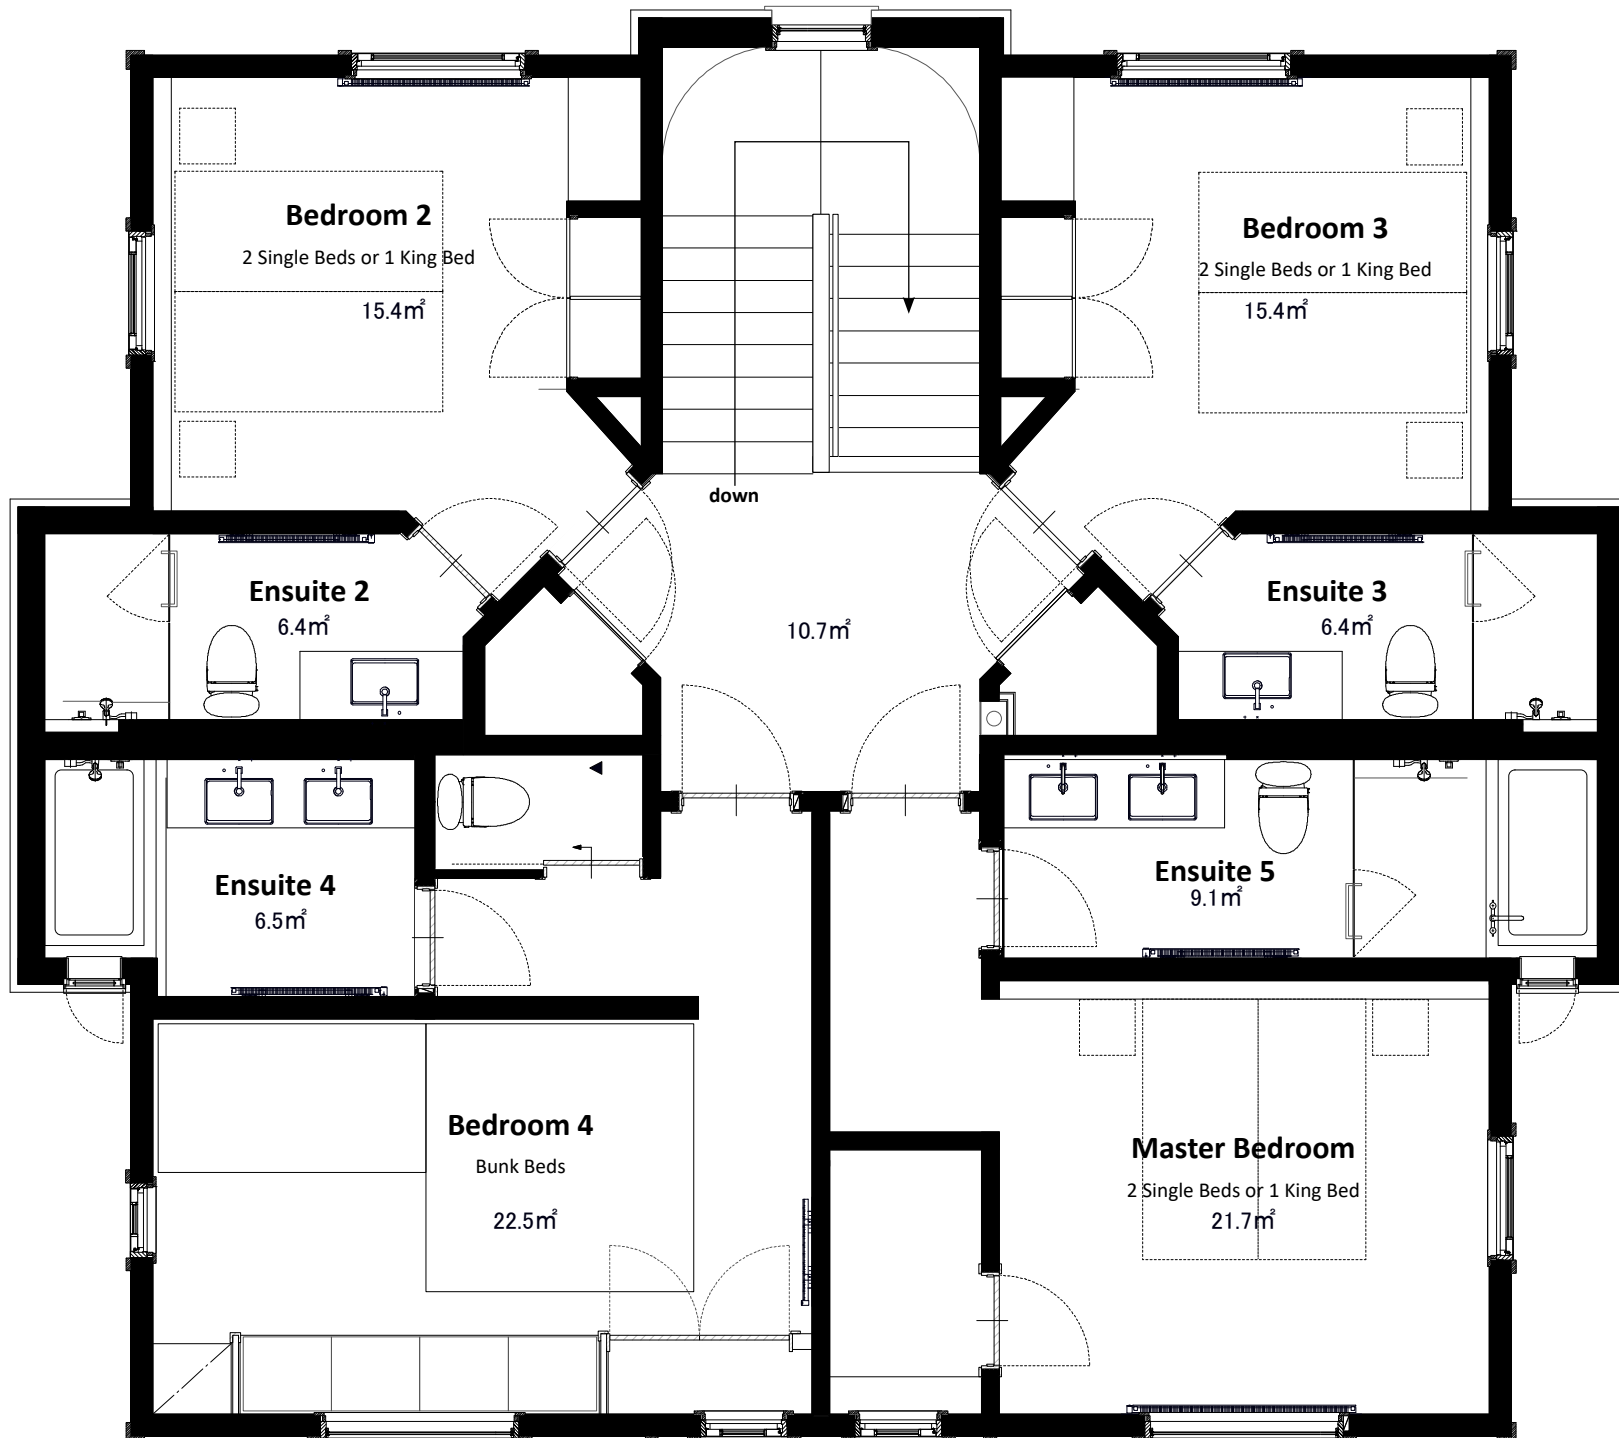 Bedroom 2
2 Single Beds or 1 King Bed
15.4㎡
Bedroom 3
2 Single Beds or 1 King Bed
15.4㎡
down
Ensuite 2
6.4㎡
10.7㎡
Ensuite 3
6.4㎡
Ensuite 4
6.5㎡
Ensuite 5
9.1㎡
Bedroom 4
Bunk Beds
22.5㎡
Master Bedroom
2 Single Beds or 1 King Bed
21.7㎡